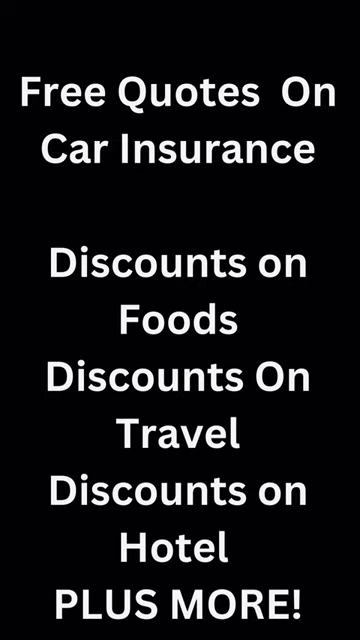 Free Quotes  On
Car Insurance
Discounts on
Foods
Discounts On
Travel
Discounts on
Hotel
PLUS MORE!